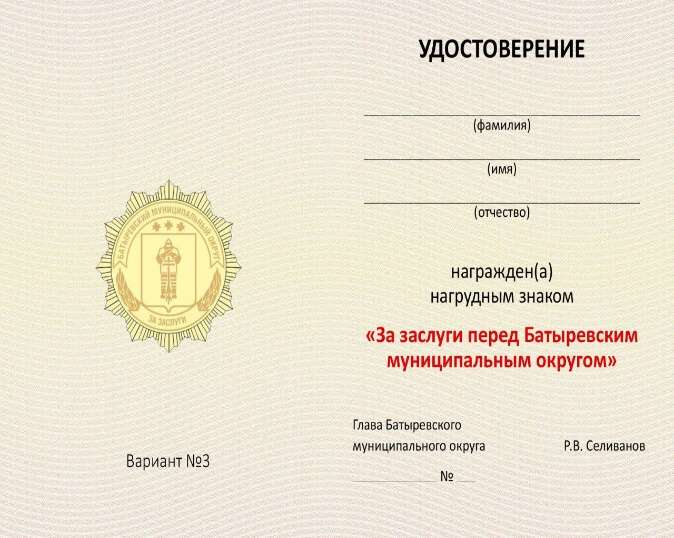 БАТЫРЕВСКИЙ МУНИЦИПАЛЬНЫЙ ОКРУГ
ЗА ЗАСЛУГИ
Вариант №3
УДОСТОВЕРЕНИЕ
(фамилия)
(имя)
(отчество)
награжден(а)
нагрудным знаком
«За заслуги перед Батыревским
муниципальным округом»
Глава Батыревского
муниципального округа Р.В. Селиванов
№